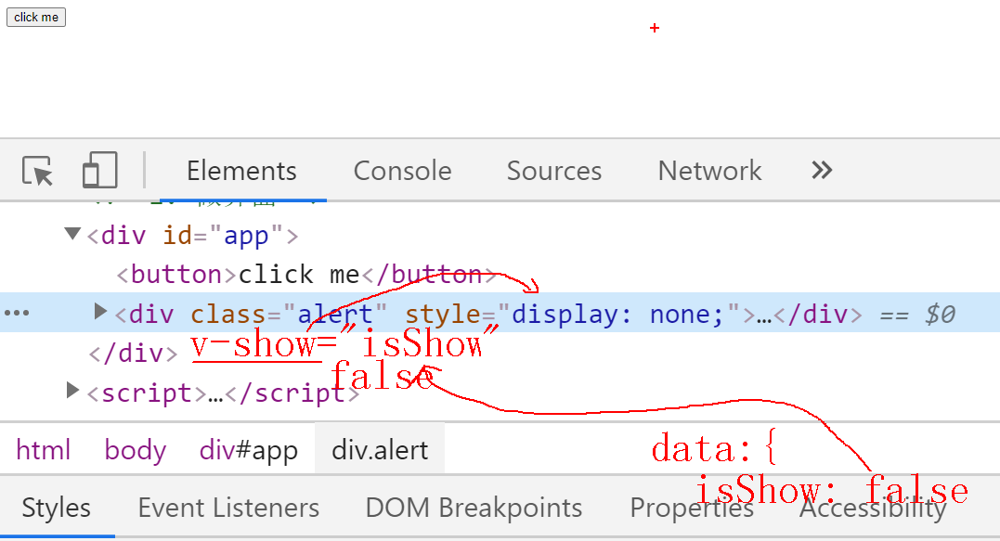 click me
Elements Console Sources Network
<div id="app">
<button>click me</button>
<div class="alert" style="display: none;">…</div> == $0
v-show="isShow"
</div>
false
<script>…</script>
html body div#app div.alert
data:{
isShow: false
Styles Event Listeners DOM Breakpoints Properties Accessibility